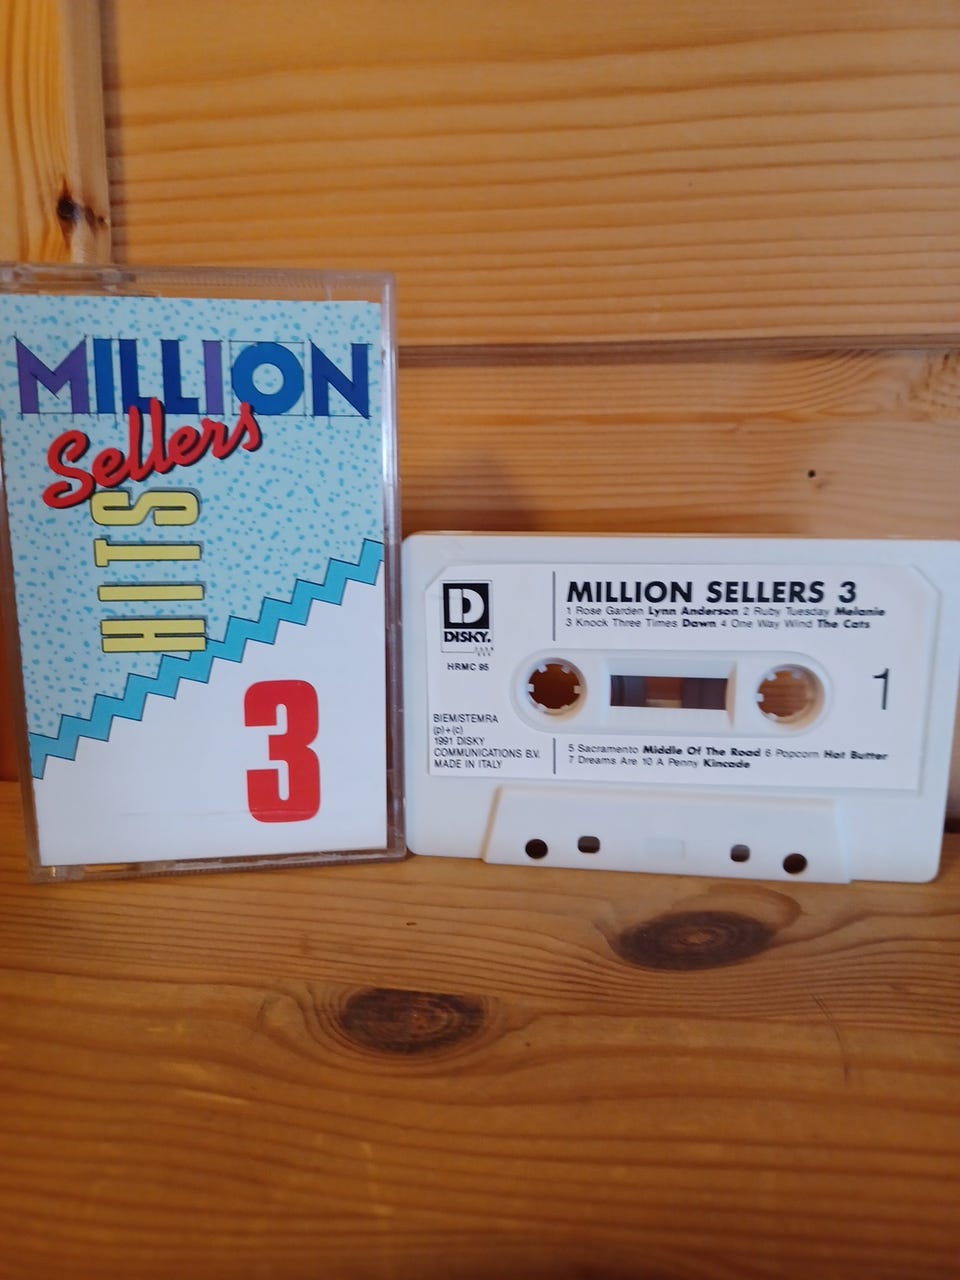 MILLION
Sellers
HITS
3
D
DISKY.
HRMC 95
MILLION SELLERS 3
1 Rose Garden Lynn Anderson 2 Ruby Tuesday Melanie
3 Knock Three Times Dawn 4 One Way Wind The Cats
1
BIEM/STEMRA
(p)+(c)
1991 DISKY
COMMUNICATIONS B.V.
MADE IN ITALY
5 Sacramento Middle Of The Road 6 Popcorn Hot Butter
7 Dreams Are 10 A Penny Kincade